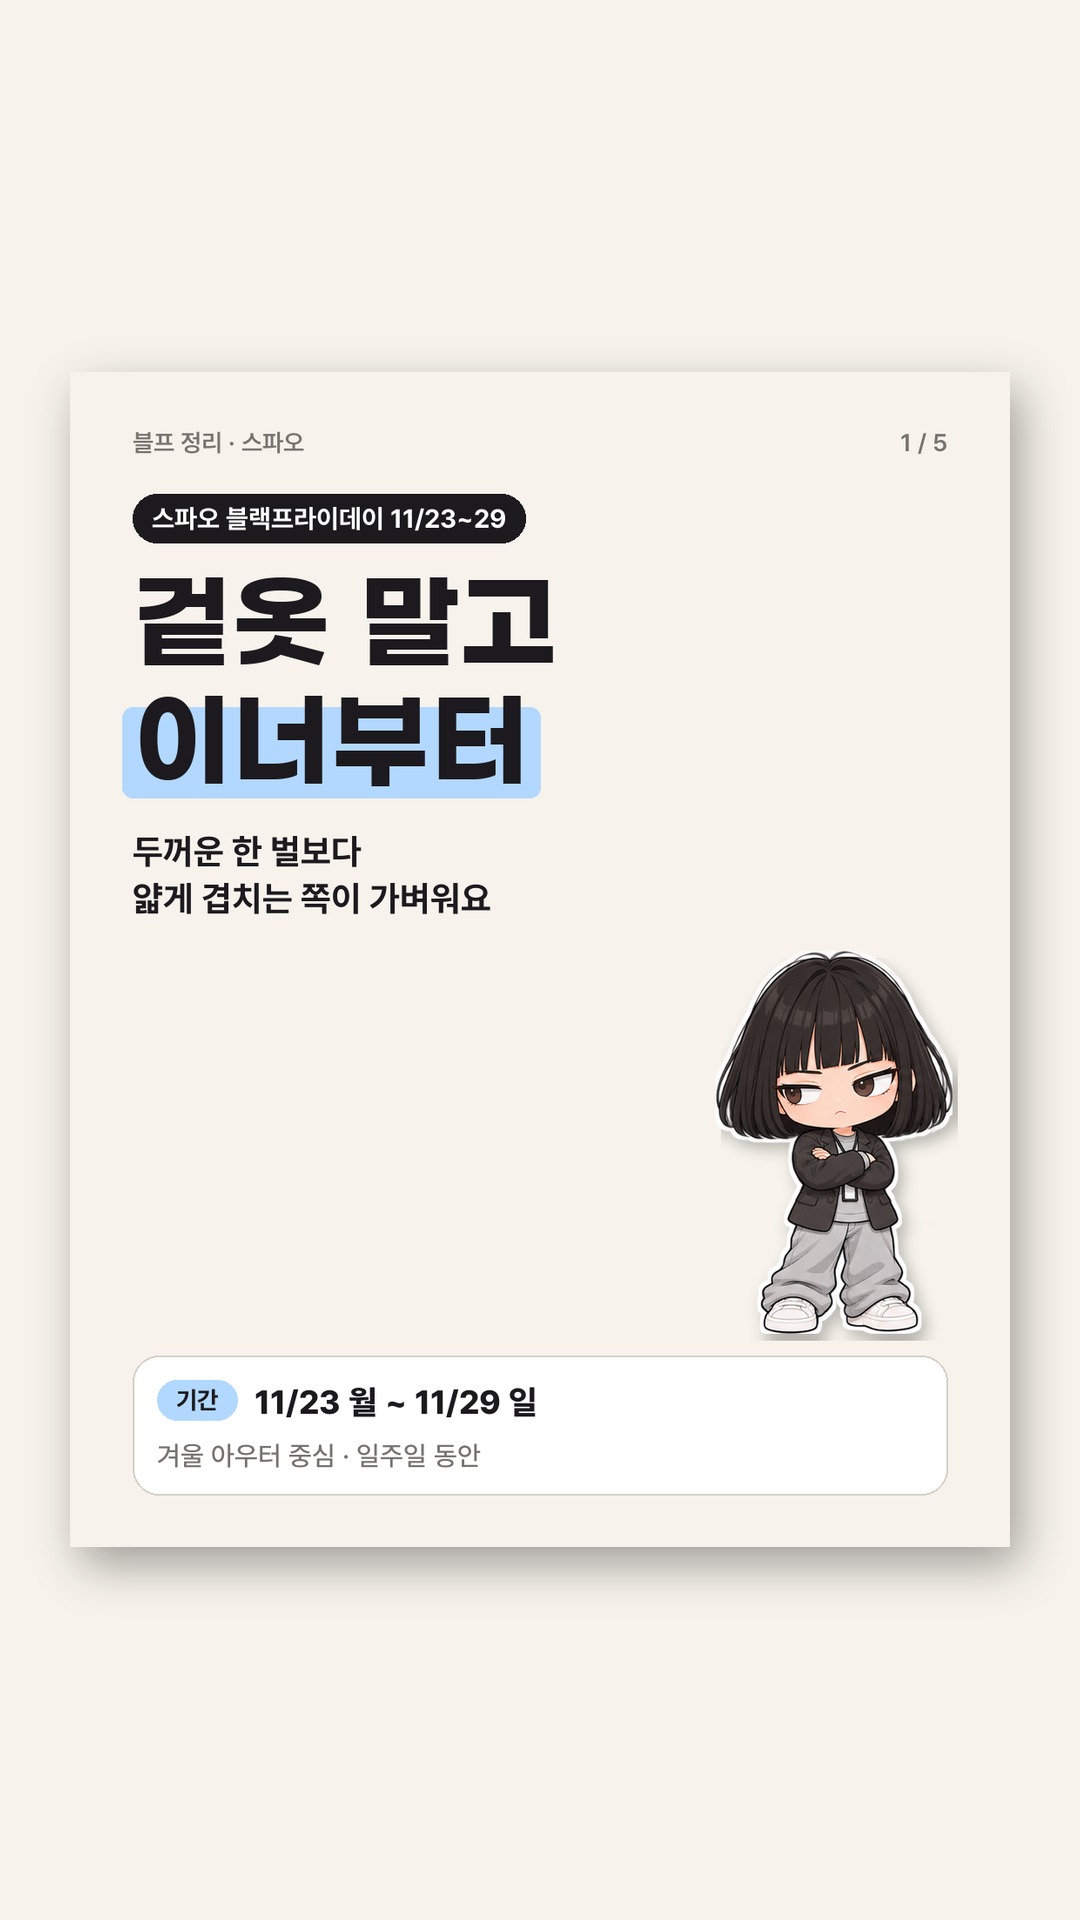 블프 정리 · 스파오
1 / 5
스파오 블랙프라이데이 11/23~29
겉옷 말고
이너부터
두꺼운 한 벌보다
얇게 겹치는 쪽이 가벼워요
기간 11/23 월 ~ 11/29 일
겨울 아우터 중심 · 일주일 동안